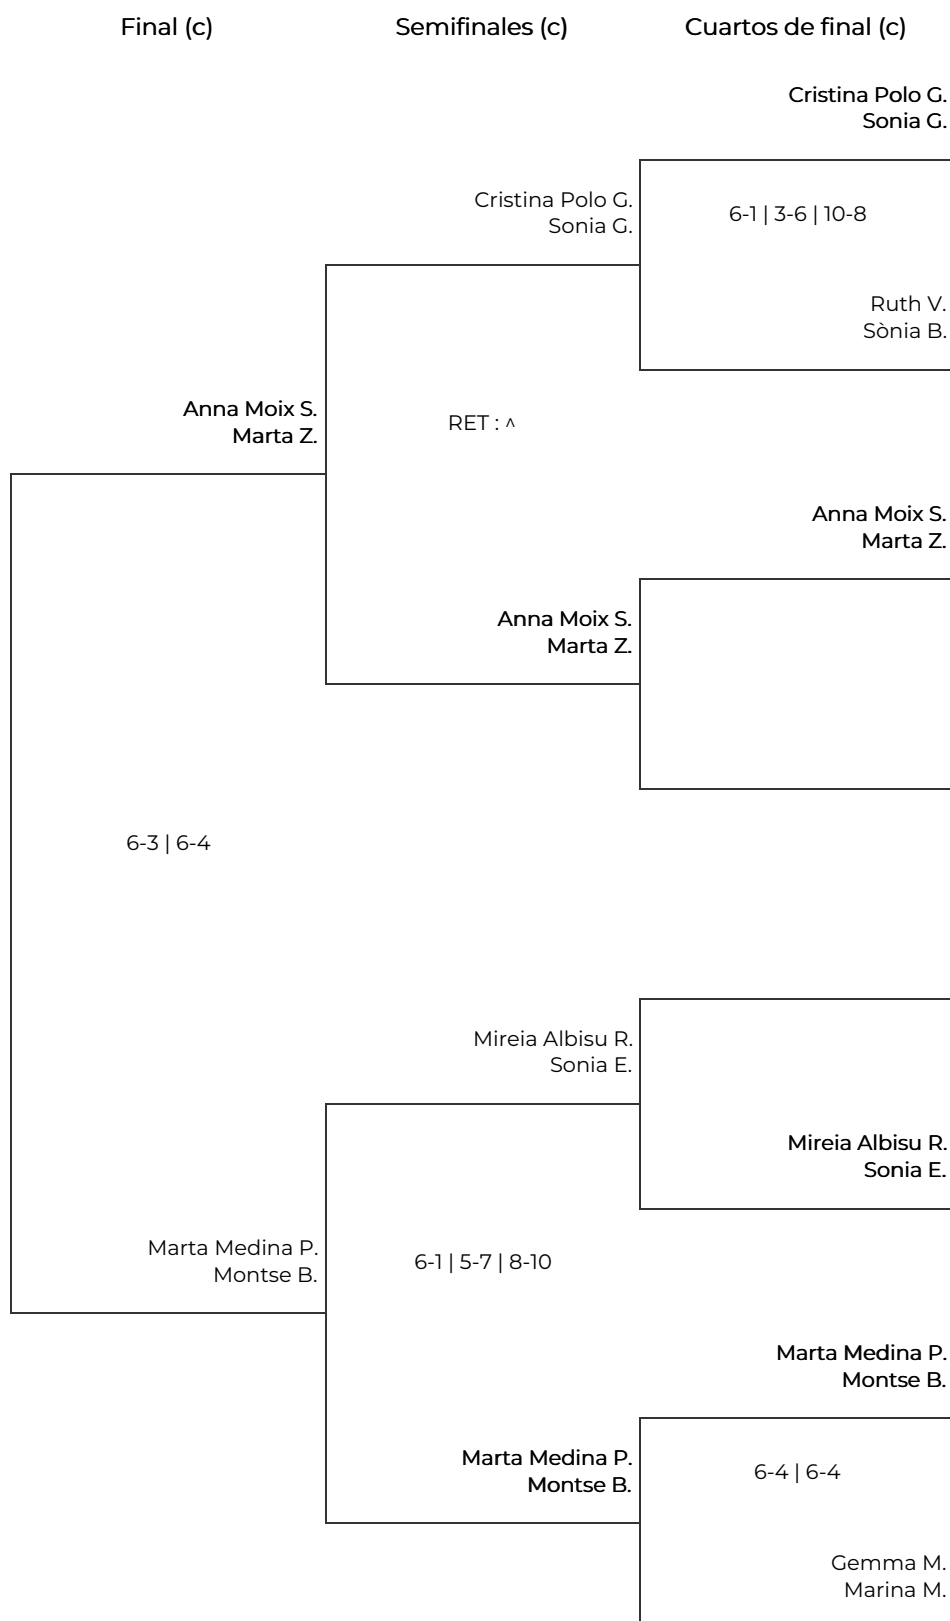 Final (c)
Semifinales (c)
Cuartos de final (c)
Cristina Polo G.
Sonia G.
Cristina Polo G.
Sonia G.
6-1 | 3-6 | 10-8
Ruth V.
Sònia B.
Anna Moix S.
Marta Z.
RET : ^
Anna Moix S.
Marta Z.
Anna Moix S.
Marta Z.
6-3 | 6-4
Mireia Albisu R.
Sonia E.
Mireia Albisu R.
Sonia E.
Marta Medina P.
Montse B.
6-1 | 5-7 | 8-10
Marta Medina P.
Montse B.
Marta Medina P.
Montse B.
6-4 | 6-4
Gemma M.
Marina M.